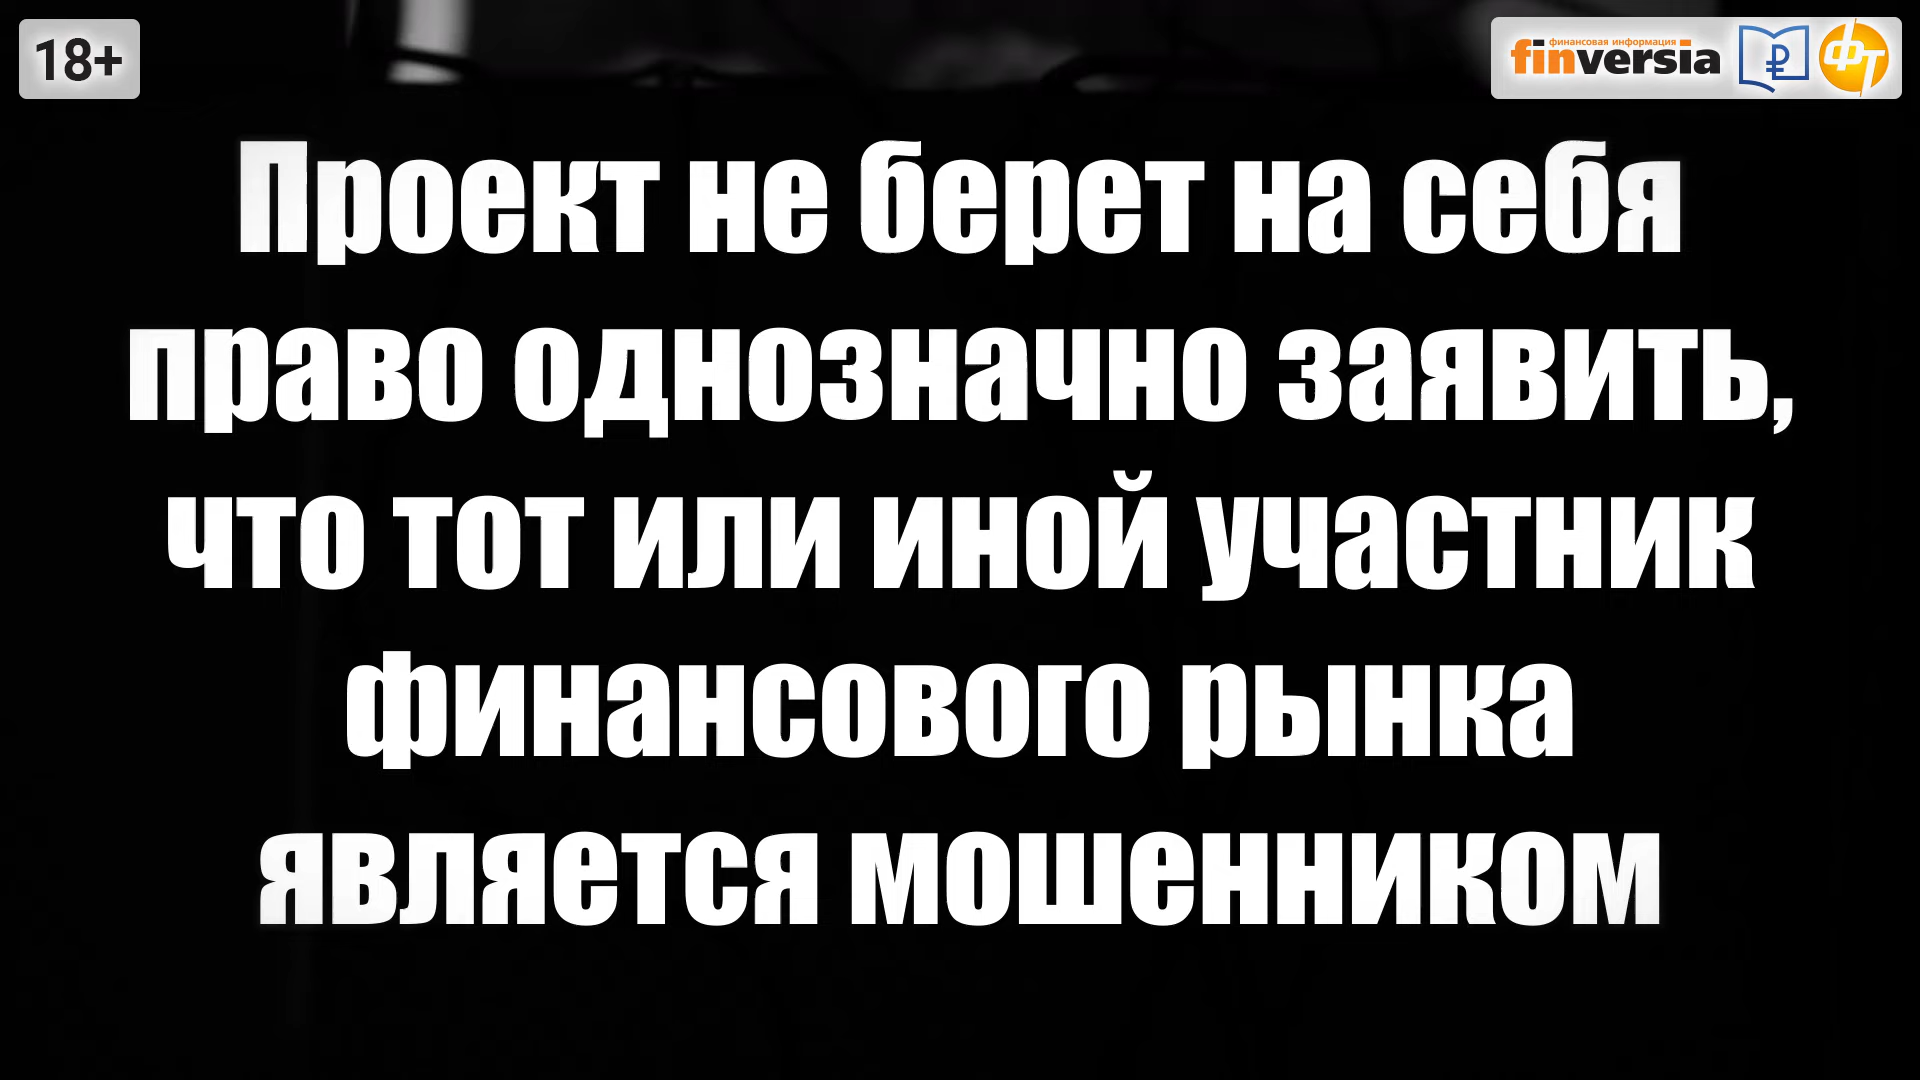 18+
финансовая информация
finversia
ФТ
Проект не берет на себя
право однозначно заявить,
что тот или иной участник
финансового рынка
является мошенником